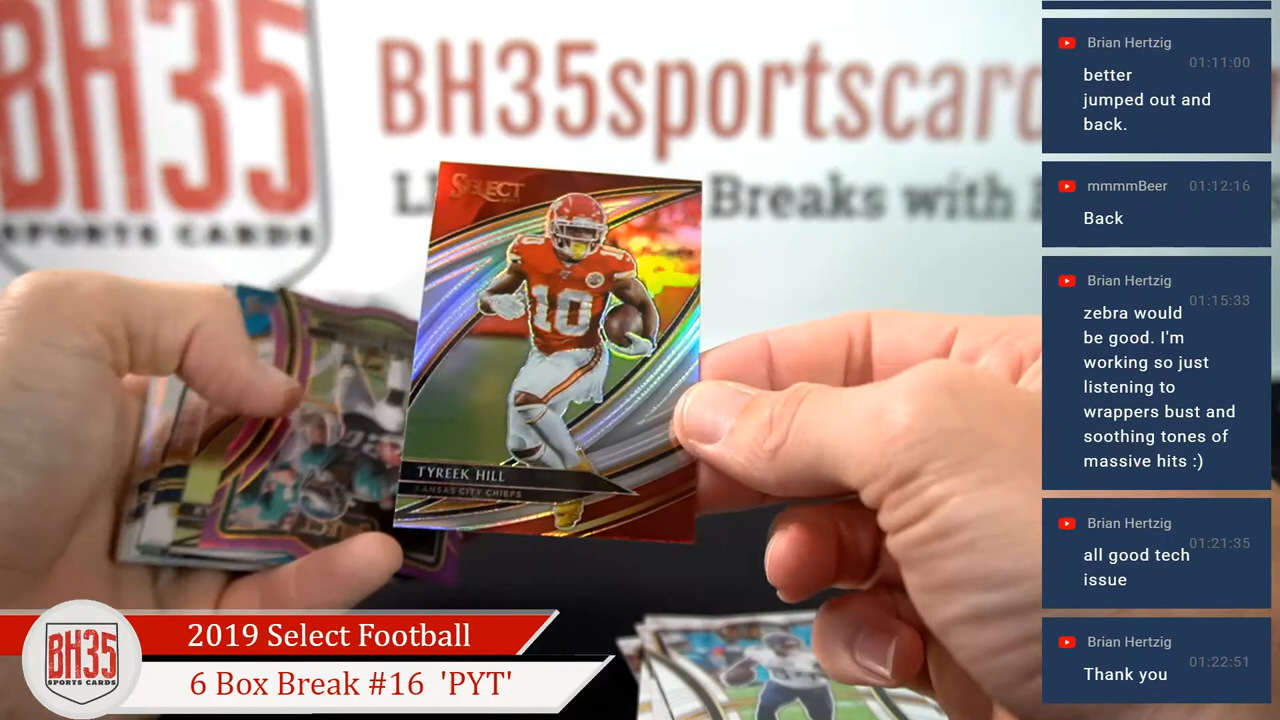 BH35
SPORTS CARDS
BH35sportscard
Breaks with
SELECT
10
10
TYREEK HILL
KANSAS CITY CHIEFS
BH35
SPORTS CARDS
2019 Select Football
6 Box Break #16 'PYT'
Brian Hertzig
01:11:00
better
jumped out and
back.
mmmmBeer 01:12:16
Back
Brian Hertzig
01:15:33
zebra would
be good. I'm
working so just
listening to
wrappers bust and
soothing tones of
massive hits :)
Brian Hertzig
01:21:35
all good tech
issue
Brian Hertzig
01:22:51
Thank you